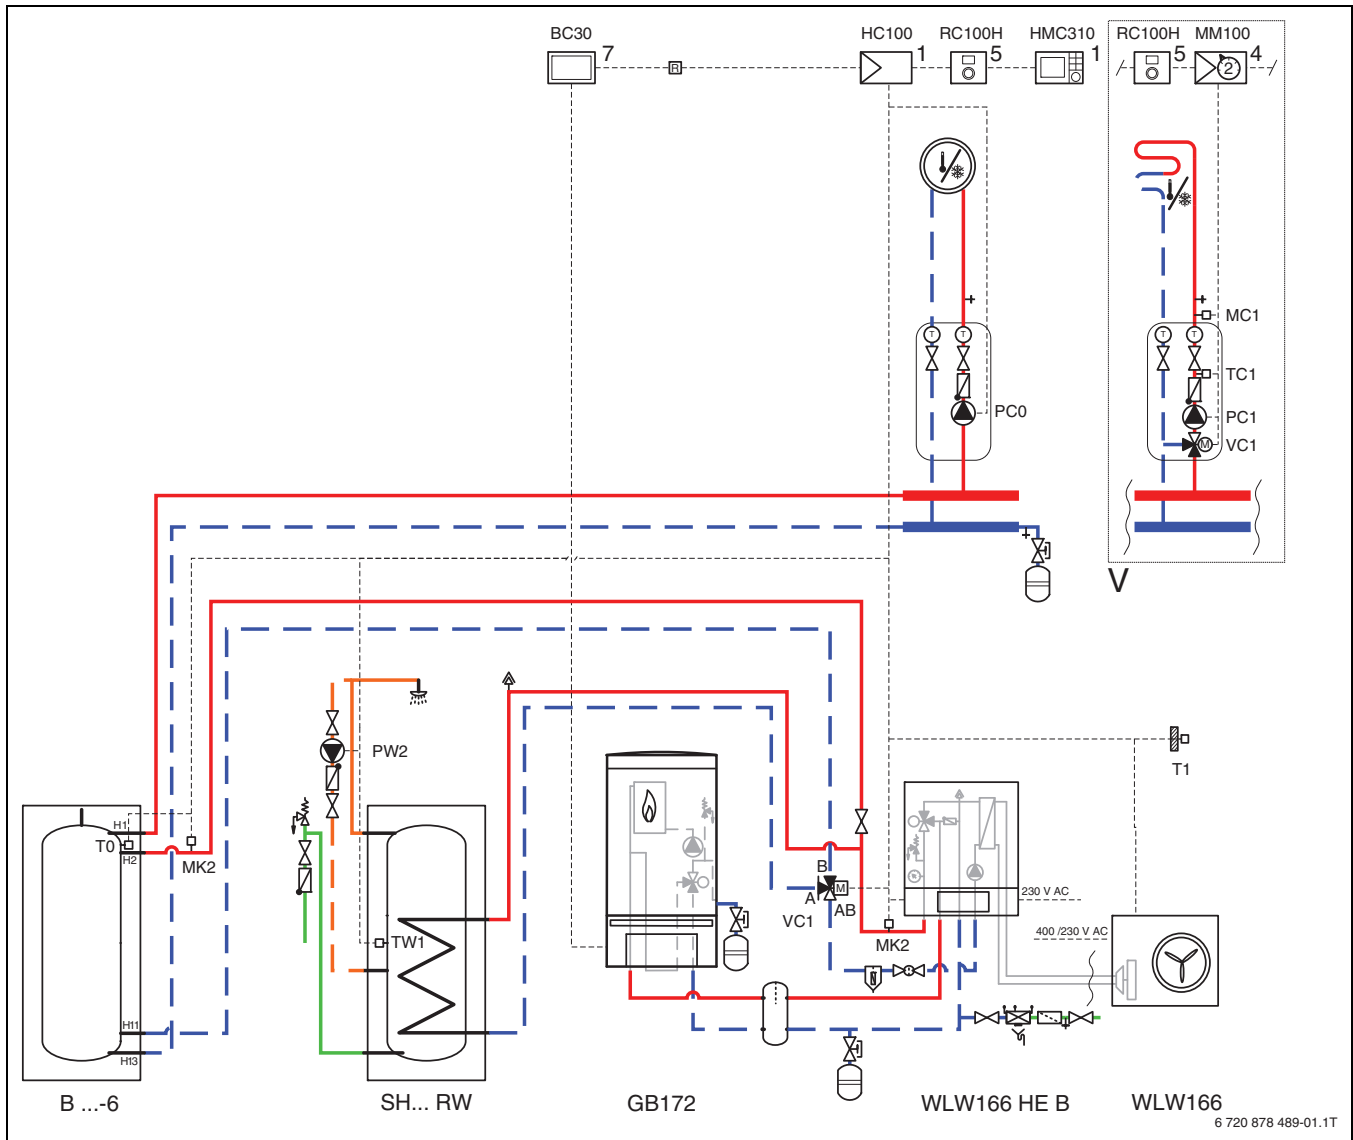 BC30
7
R
HC100
1
RC100H
5
HMC310
1
RC100H
5
MM100
2
4
T
T
PC0
T
T
MC1
TC1
PC1
M
VC1
V
PW2
T1
H1
T0
H2
MK2
TW1
B
A
M
VC1
AB
MK2
230 V AC
400 /230 V AC
H11
H13
B ...-6
SH... RW
GB172
WLW166 HE B
WLW166
6 720 878 489-01.1T